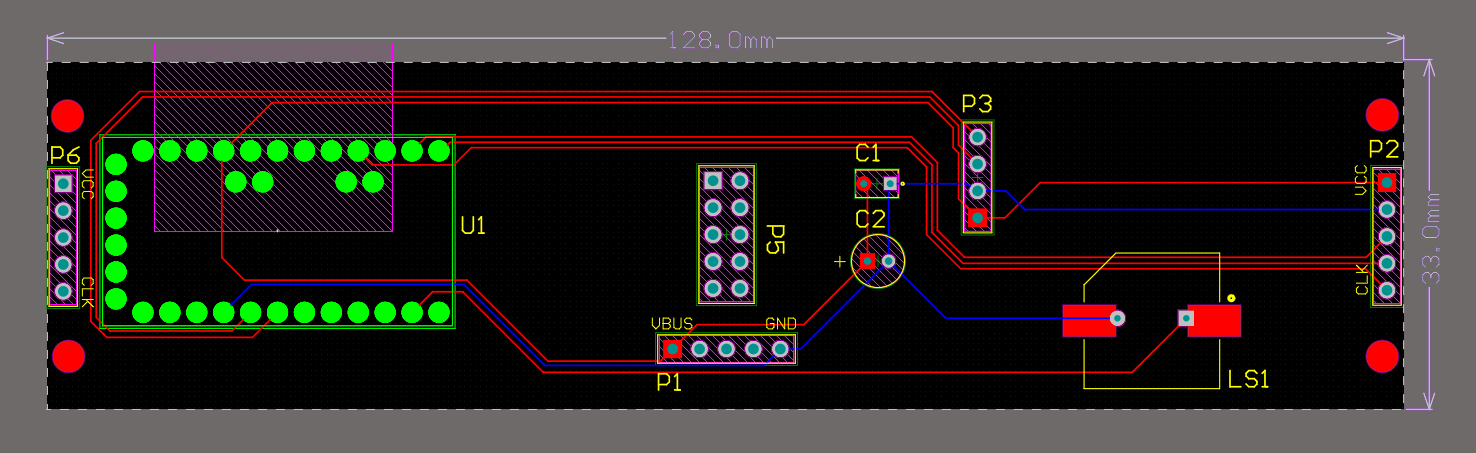 128.0mm
P3
C1
P2
P6
VCC
VCC
C2
U1
P5
33.0mm
+
CLK
CLK
VBUS
GND
P1
LS1